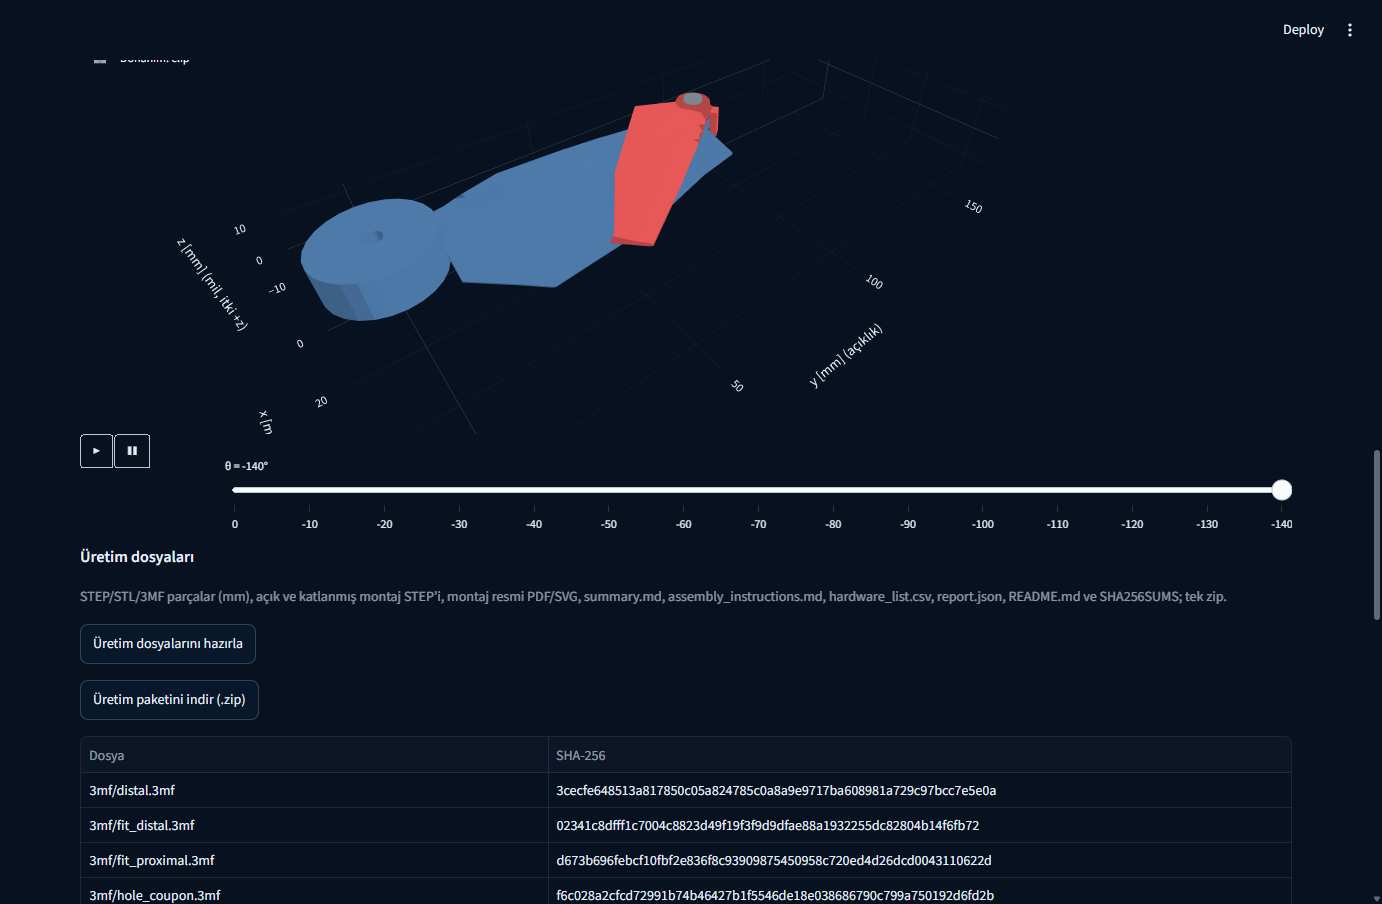 Deploy
10
0
−10
z [mm] (mil, itki +z)
0
20
x [m
150
100
50
y [mm] (açıklık)
θ = -140°
0 -10 -20 -30 -40 -50 -60 -70 -80 -90 -100 -110 -120 -130 -140
Üretim dosyaları
STEP/STL/3MF parçalar (mm), açık ve katlanmış montaj STEP'i, montaj resmi PDF/SVG, summary.md, assembly_instructions.md, hardware_list.csv, report.json, README.md ve SHA256SUMS; tek zip.
Üretim dosyalarını hazırla
Üretim paketini indir (.zip)
Dosya SHA-256
3mf/distal.3mf 3cecfe648513a817850c05a824785c0a8a9e9717ba608981a729c97bcc7e5e0a
3mf/fit_distal.3mf 02341c8dfff1c7004c8823d49f19f3f9d9dfae88a1932255dc82804b14f6fb72
3mf/fit_proximal.3mf d673b696febcf10fbf2e836f8c93909875450958c720ed4d26dcd0043110622d
3mf/hole_coupon.3mf f6c028a2cfcd72991b74b46427b1f5546de18e038686790c799a750192d6fd2b